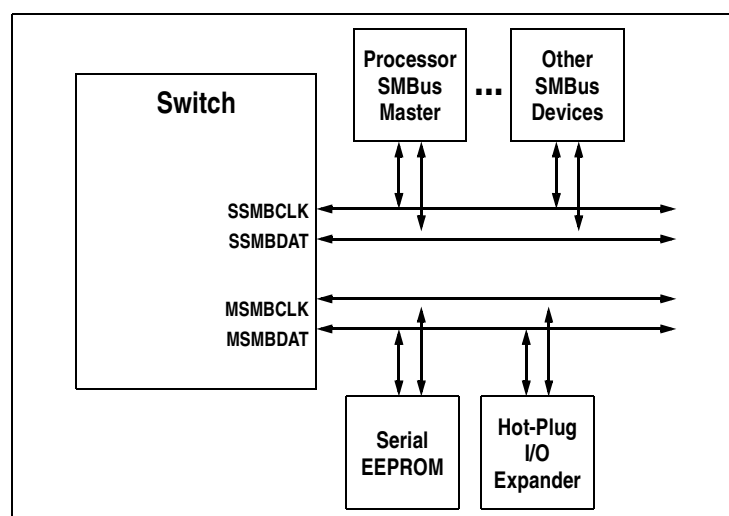 Switch
Processor
SMBus
Master
...
Other
SMBus
Devices
SSMBCLK
SSMBDAT
MSMBCLK
MSMBDAT
Serial
EEPROM
Hot-Plug
I/O
Expander